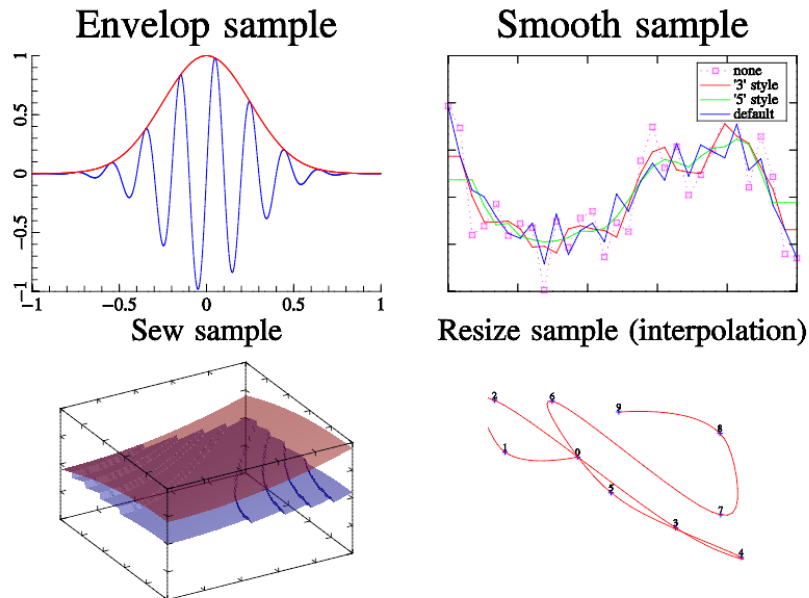 Envelop sample
1
0.5
0
−0.5
−1
−1
−0.5
0
0.5
1
Smooth sample
none
'3' style
'5' style
default
Sew sample
Resize sample (interpolation)
2
6
9
8
1
0
5
7
3
4